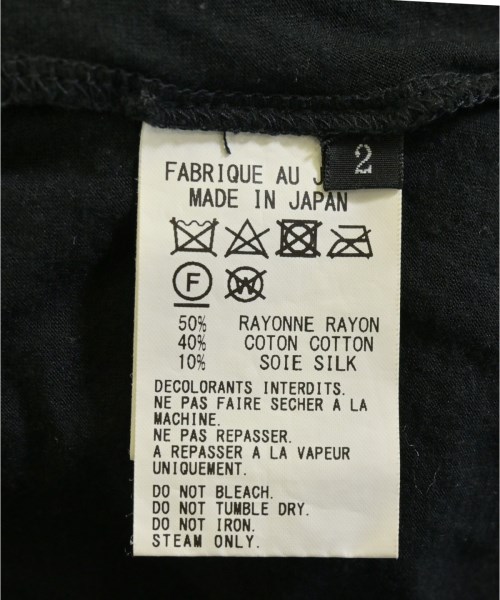 2
FABRIQUE AU J
MADE IN JAPAN
F W
50% RAYONNE RAYON
40% COTON COTTON
10% SOIE SILK
DECOLORANTS INTERDITS.
NE PAS FAIRE SECHER A LA
MACHINE.
NE PAS REPASSER.
A REPASSER A LA VAPEUR
UNIQUEMENT.
DO NOT BLEACH.
DO NOT TUMBLE DRY.
DO NOT IRON.
STEAM ONLY.